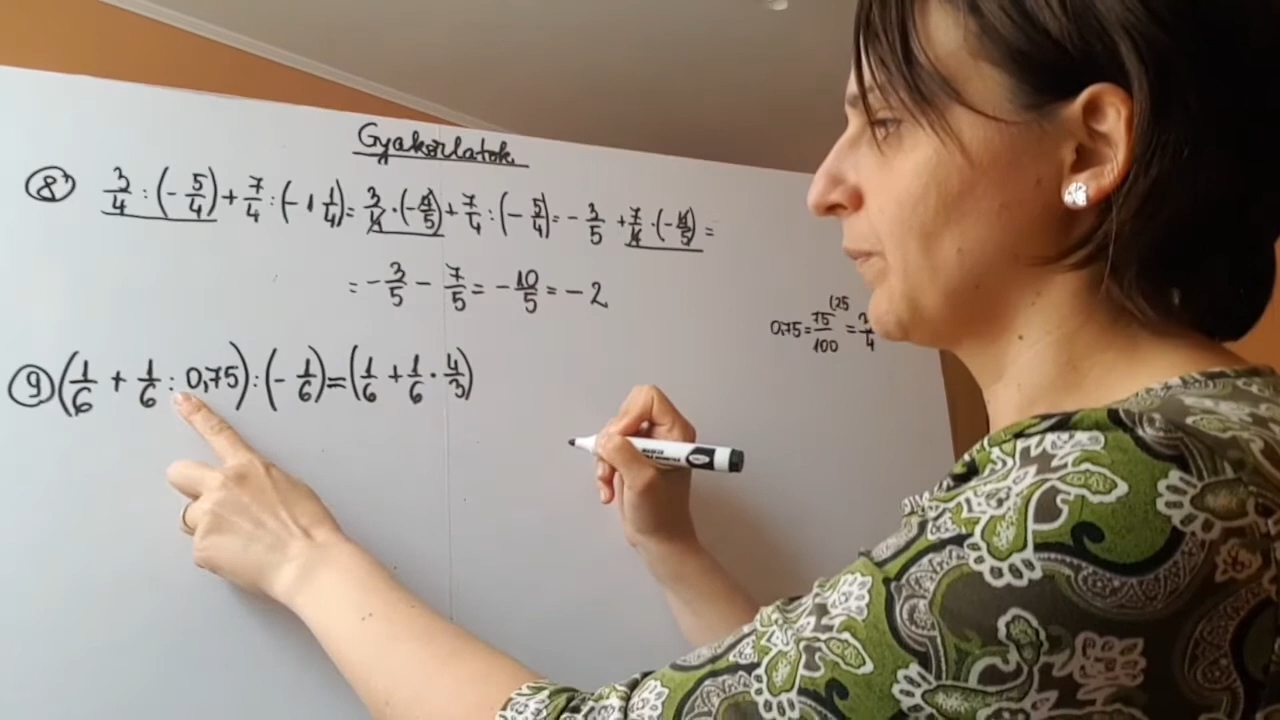 Gyakorlatok
8) 3/4 : (- 5/4) + 7/4 : (- 1 1/4) = 3/4 · (- 4/5) + 7/4 : (- 5/4) = - 3/5 + 7/4 · (- 4/5) =
= - 3/5 - 7/5 = - 10/5 = - 2
0,75 = 75/100 (25 = 3/4
9) (1/6 + 1/6 : 0,75) : (- 1/6) = (1/6 + 1/6 · 4/3)